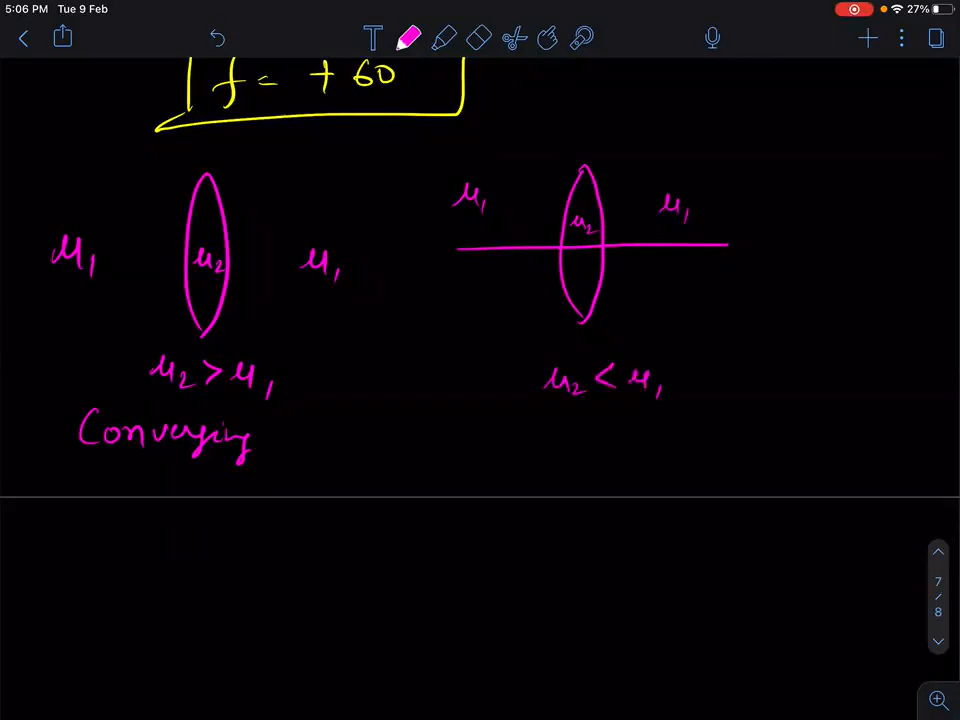 5:06 PM Tue 9 Feb 27%
T
f = + 60
μ1 μ2 μ1
μ2 > μ1
Converging
μ1 μ2 μ1
μ2 < μ1
7
/
8